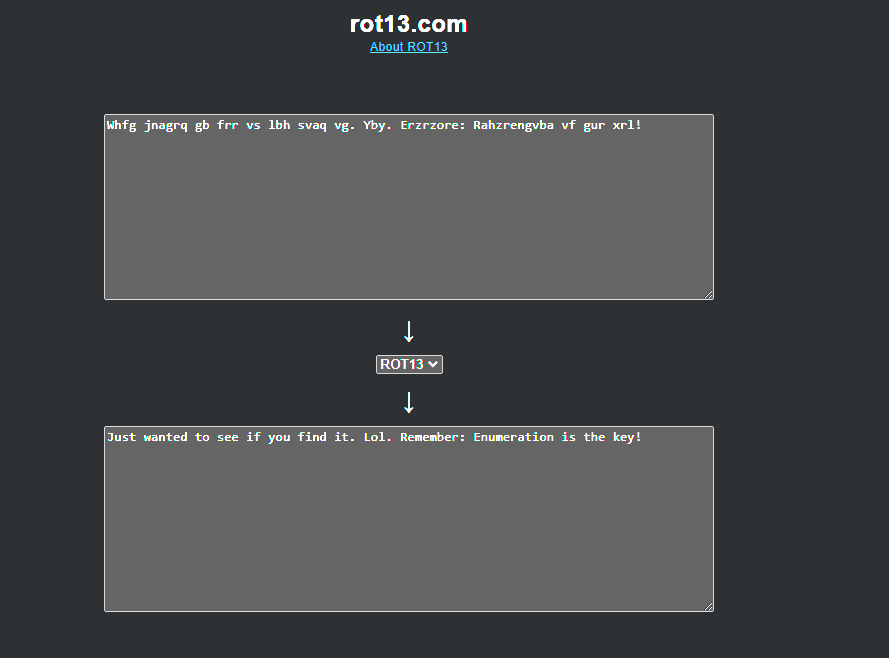 rot13.com
About ROT13
Whfg jnagrq gb frr vs lbh svaq vg. Yby. Erzrzore: Rahzrengvba vf gur xrl!
↓
ROT13
↓
Just wanted to see if you find it. Lol. Remember: Enumeration is the key!